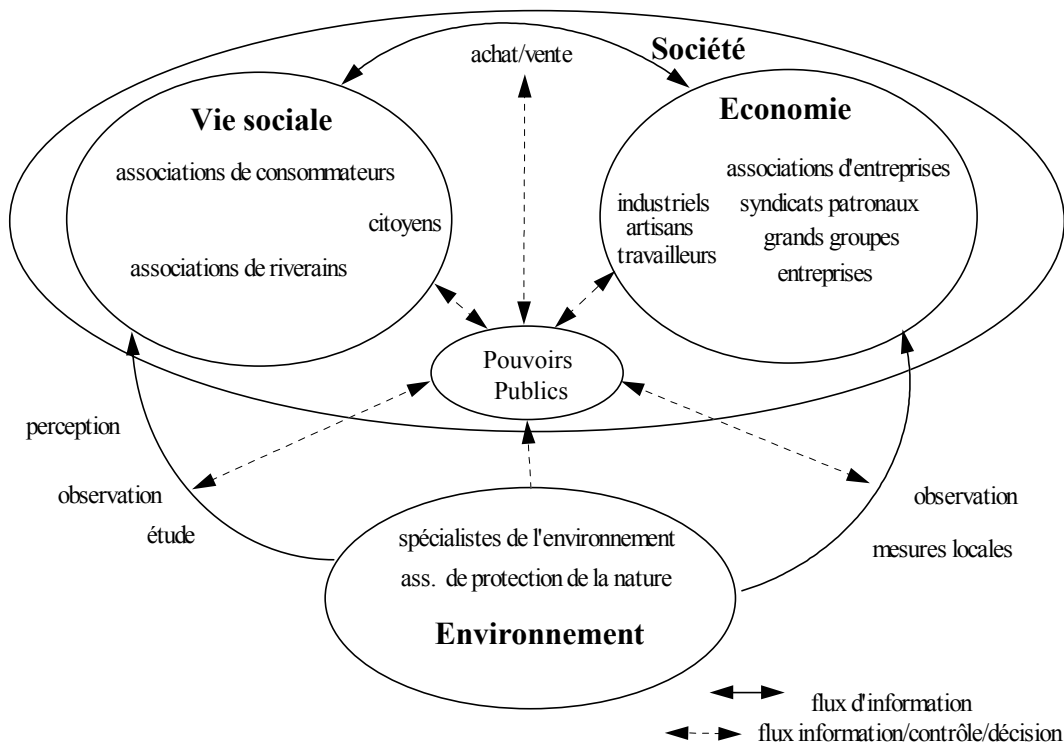 Société
achat/vente
Vie sociale
associations de consommateurs
citoyens
associations de riverains
Economie
associations d'entreprises
industriels
syndicats patronaux
artisans
grands groupes
travailleurs
entreprises
Pouvoirs
Publics
perception
observation
étude
observation
mesures locales
spécialistes de l'environnement
ass. de protection de la nature
Environnement
flux d'information
flux information/contrôle/décision